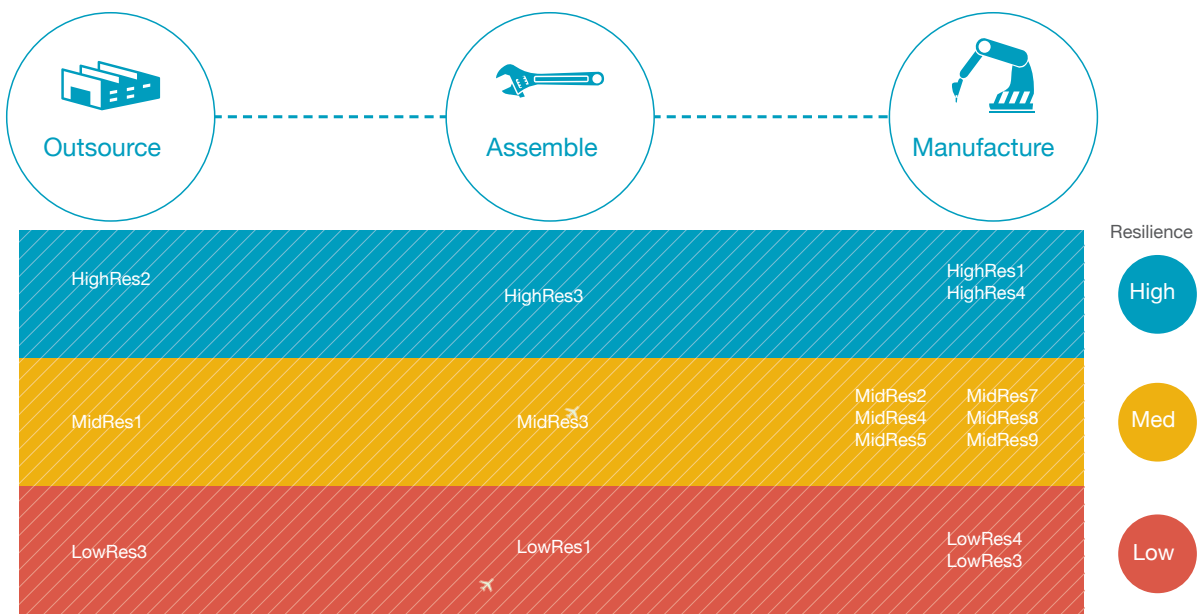 Outsource
Assemble
Manufacture
Resilience
HighRes2
HighRes3
HighRes1
HighRes4
High
MidRes1
MidRes3
MidRes2
MidRes4
MidRes5
MidRes7
MidRes8
MidRes9
Med
LowRes3
LowRes1
LowRes4
LowRes3
Low